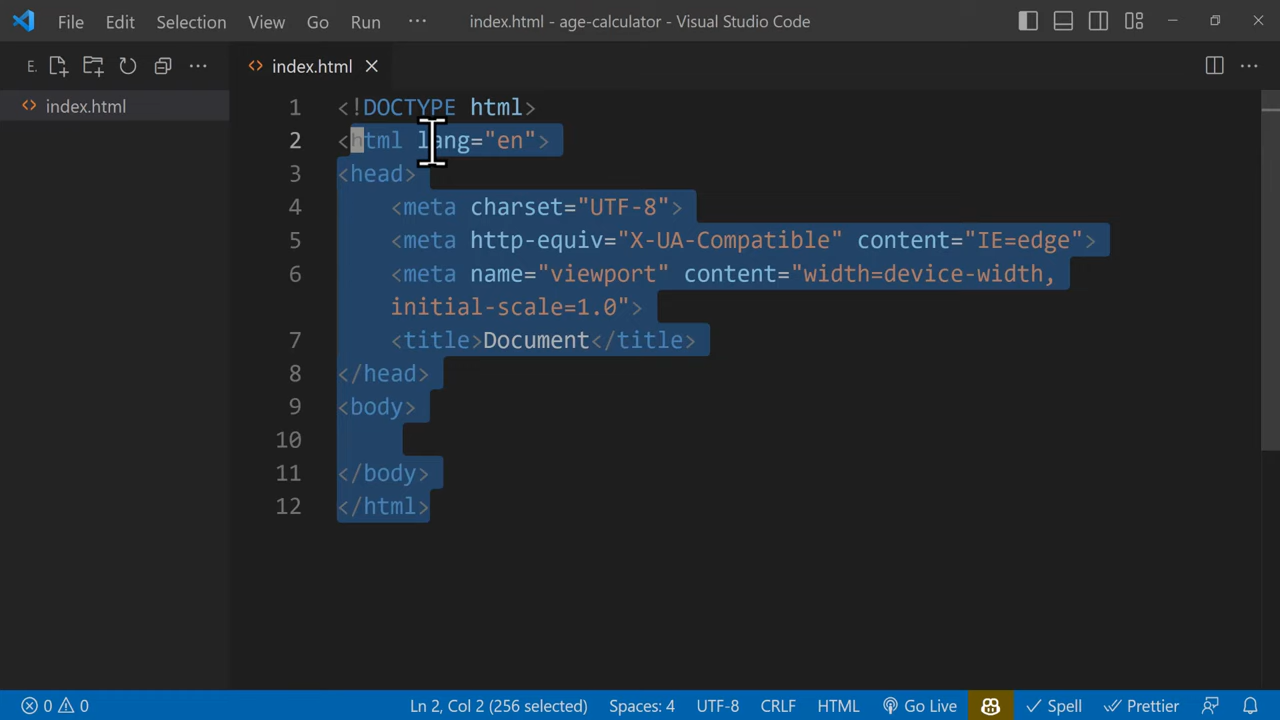 File Edit Selection View Go Run ··· index.html - age-calculator - Visual Studio Code
E. ···
index.html
index.html
1 <!DOCTYPE html>
2 <html lang="en">
3 <head>
4 <meta charset="UTF-8">
5 <meta http-equiv="X-UA-Compatible" content="IE=edge">
6 <meta name="viewport" content="width=device-width,
initial-scale=1.0">
7 <title>Document</title>
8 </head>
9 <body>
10
11 </body>
12 </html>
0 0 Ln 2, Col 2 (256 selected) Spaces: 4 UTF-8 CRLF HTML Go Live Spell Prettier